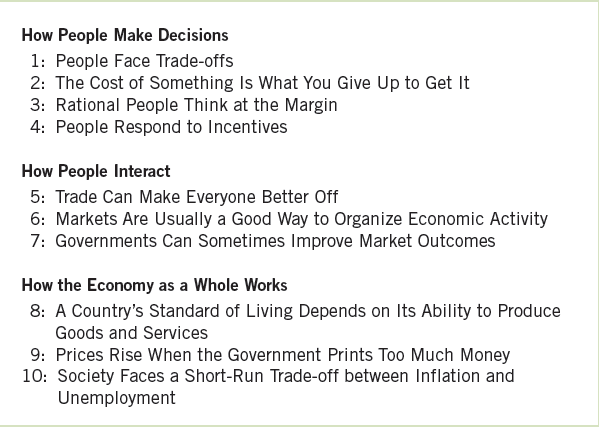 How People Make Decisions
1: People Face Trade-offs
2: The Cost of Something Is What You Give Up to Get It
3: Rational People Think at the Margin
4: People Respond to Incentives
How People Interact
5: Trade Can Make Everyone Better Off
6: Markets Are Usually a Good Way to Organize Economic Activity
7: Governments Can Sometimes Improve Market Outcomes
How the Economy as a Whole Works
8: A Country’s Standard of Living Depends on Its Ability to Produce
Goods and Services
9: Prices Rise When the Government Prints Too Much Money
10: Society Faces a Short-Run Trade-off between Inflation and
Unemployment